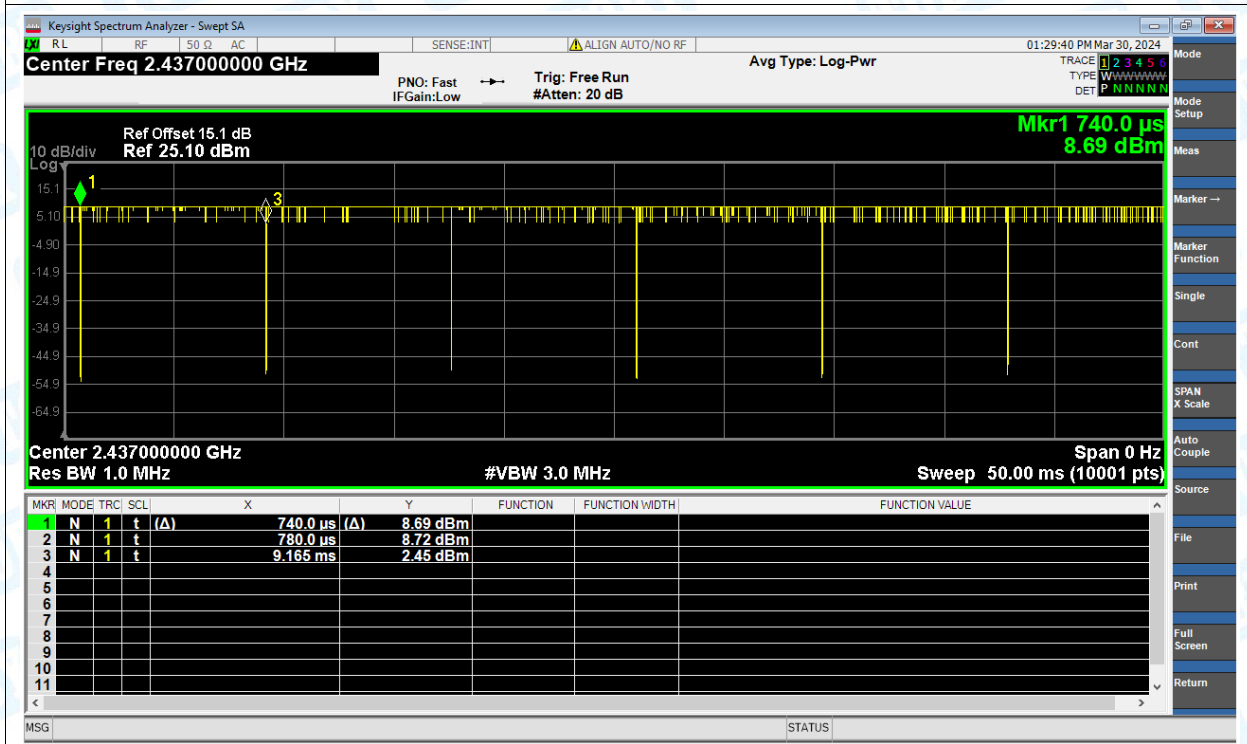 Keysight Spectrum Analyzer - Swept SA
LXI RL RF 50 Ω AC SENSE:INT ALIGN AUTO/NO RF 01:29:40 PM Mar 30, 2024
Center Freq 2.437000000 GHz
PNO: Fast
IFGain:Low
Trig: Free Run
#Atten: 20 dB
Avg Type: Log-Pwr
TRACE 1 2 3 4 5 6
TYPE WWWWWW
DET P N N N N N
Mkr1 740.0 µs
8.69 dBm
Ref Offset 15.1 dB
10 dB/div Ref 25.10 dBm
Log
15.1
5.10
-4.90
-14.9
-24.9
-34.9
-44.9
-54.9
-64.9
1
3
Center 2.437000000 GHz Span 0 Hz
Res BW 1.0 MHz #VBW 3.0 MHz Sweep 50.00 ms (10001 pts)
MKR MODE TRC SCL X Y FUNCTION FUNCTION WIDTH FUNCTION VALUE
1 N 1 t (Δ) 740.0 µs (Δ) 8.69 dBm
2 N 1 t 780.0 µs 8.72 dBm
3 N 1 t 9.165 ms 2.45 dBm
4
5
6
7
8
9
10
11
MSG STATUS
Mode
Mode
Setup
Meas
Marker →
Marker
Function
Single
Cont
SPAN
X Scale
Auto
Couple
Source
File
Print
Full
Screen
Return